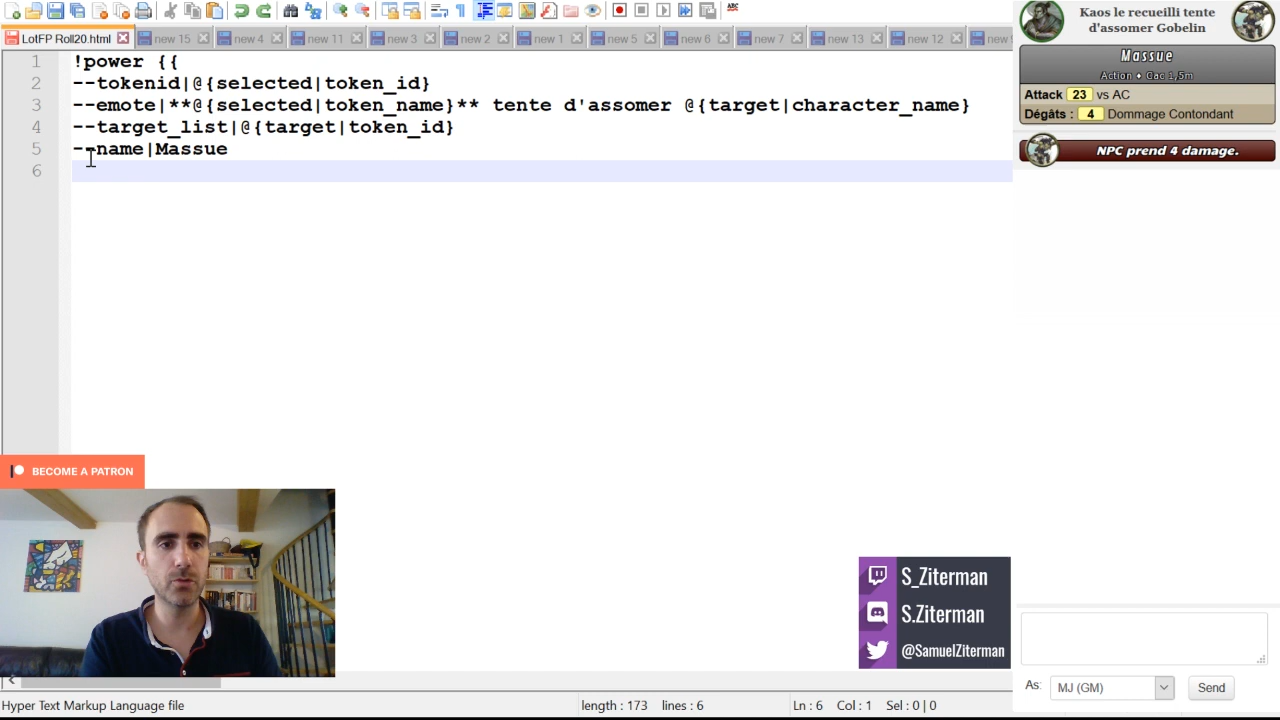 LotFP Roll20.html
new 15
new 4
new 11
new 3
new 2
new 1
new 5
new 6
new 7
new 13
new 12
new
1 !power {{
2 --tokenid|@{selected|token_id}
3 --emote|**@{selected|token_name}** tente d'assomer @{target|character_name}
4 --target_list|@{target|token_id}
5 --name|Massue
6
Kaos le recueilli tente
d'assomer Gobelin
Massue
Action ◆ Cac 1,5m
Attack 23 vs AC
Dégâts : 4 Dommage Contondant
NPC prend 4 damage.
BECOME A PATRON
S_Ziterman
S.Ziterman
@SamuelZiterman
As: MJ (GM) Send
Hyper Text Markup Language file
length : 173 lines : 6
Ln : 6 Col : 1 Sel : 0 | 0
ABC